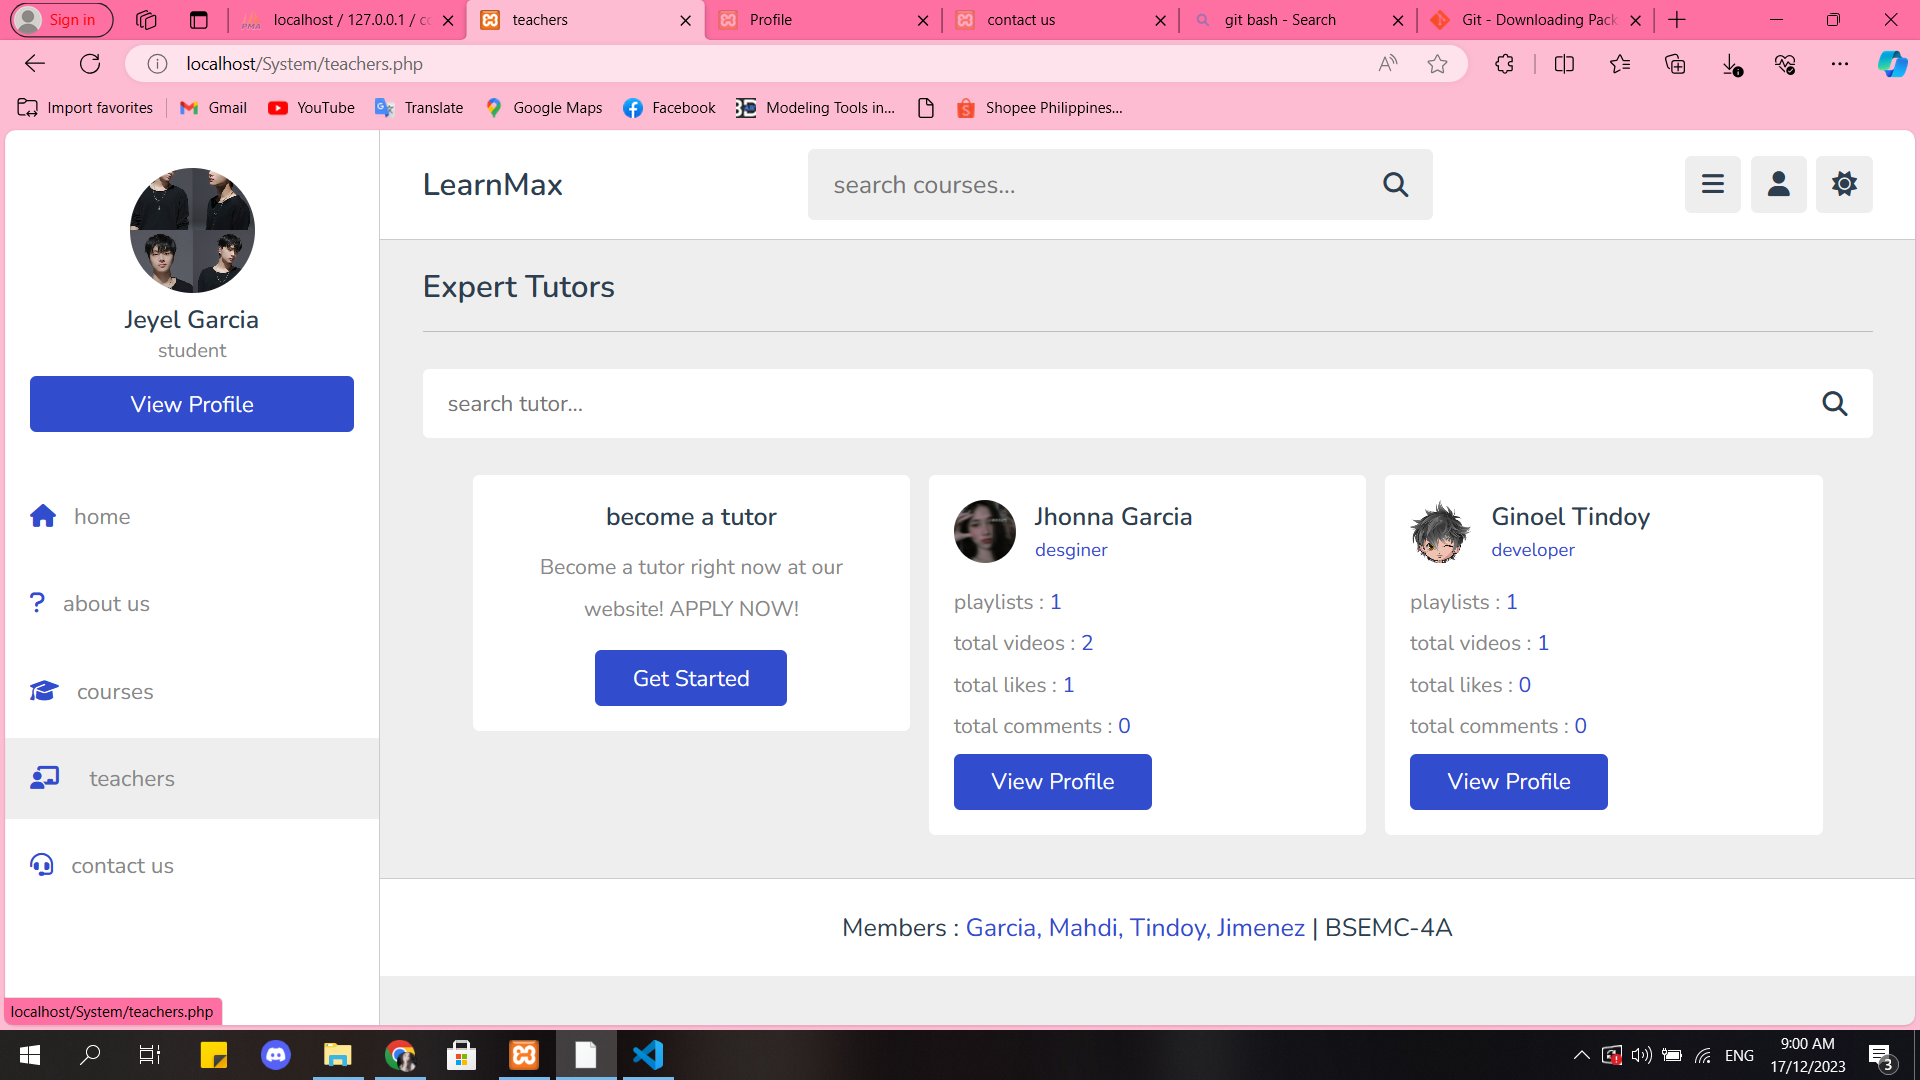 Sign in
localhost / 127.0.0.1 / co
teachers
Profile
contact us
git bash - Search
Git - Downloading Pack
localhost/System/teachers.php
Import favorites
Gmail
YouTube
Translate
Google Maps
Facebook
Modeling Tools in...
Shopee Philippines...
Jeyel Garcia
student
View Profile
home
about us
courses
teachers
contact us
LearnMax
search courses...
Expert Tutors
search tutor...
become a tutor
Become a tutor right now at our
website! APPLY NOW!
Get Started
Jhonna Garcia
desginer
playlists : 1
total videos : 2
total likes : 1
total comments : 0
View Profile
Ginoel Tindoy
developer
playlists : 1
total videos : 1
total likes : 0
total comments : 0
View Profile
Members : Garcia, Mahdi, Tindoy, Jimenez | BSEMC-4A
localhost/System/teachers.php
ENG
9:00 AM
17/12/2023
3